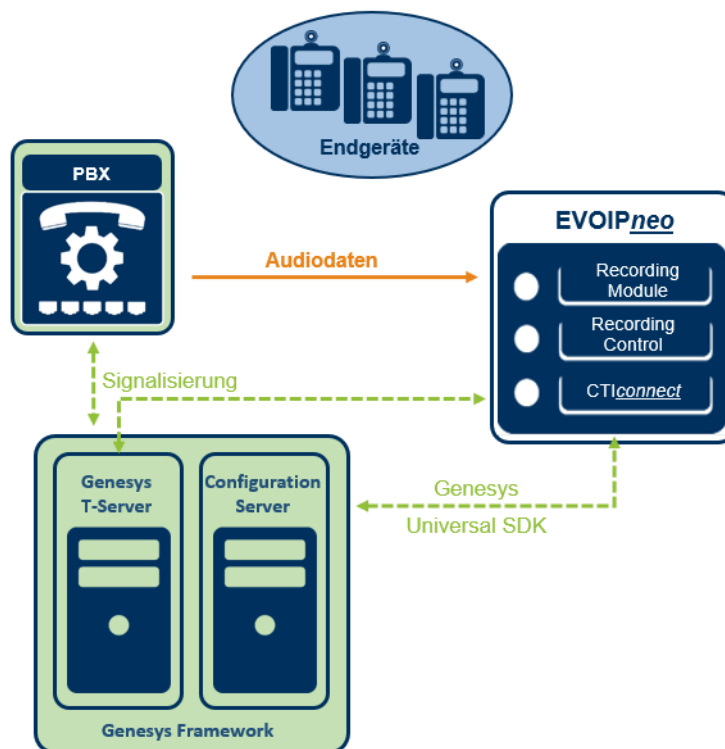 Endgeräte
PBX
EVOIPneo
Audiodaten
Recording
Module
Recording
Control
CTIconnect
Signalisierung
Genesys
T-Server
Configuration
Server
Genesys
Universal SDK
Genesys Framework